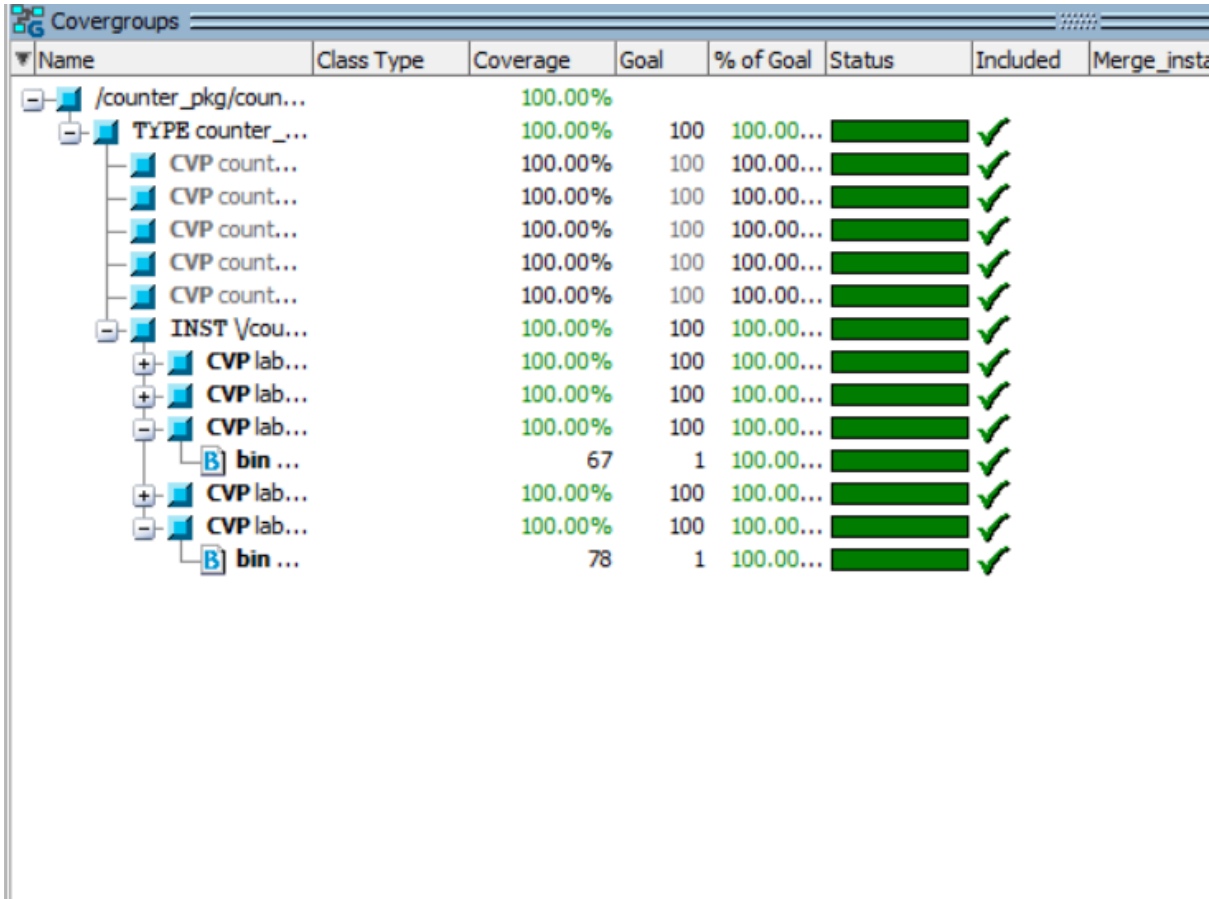 Covergroups
Name Class Type Coverage Goal % of Goal Status Included Merge_insta
/counter_pkg/coun... 100.00%
TYPE counter_... 100.00% 100 100.00...
CVP count... 100.00% 100 100.00...
CVP count... 100.00% 100 100.00...
CVP count... 100.00% 100 100.00...
CVP count... 100.00% 100 100.00...
CVP count... 100.00% 100 100.00...
INST \/cou... 100.00% 100 100.00...
CVP lab... 100.00% 100 100.00...
CVP lab... 100.00% 100 100.00...
CVP lab... 100.00% 100 100.00...
B bin ... 67 1 100.00...
CVP lab... 100.00% 100 100.00...
CVP lab... 100.00% 100 100.00...
B bin ... 78 1 100.00...